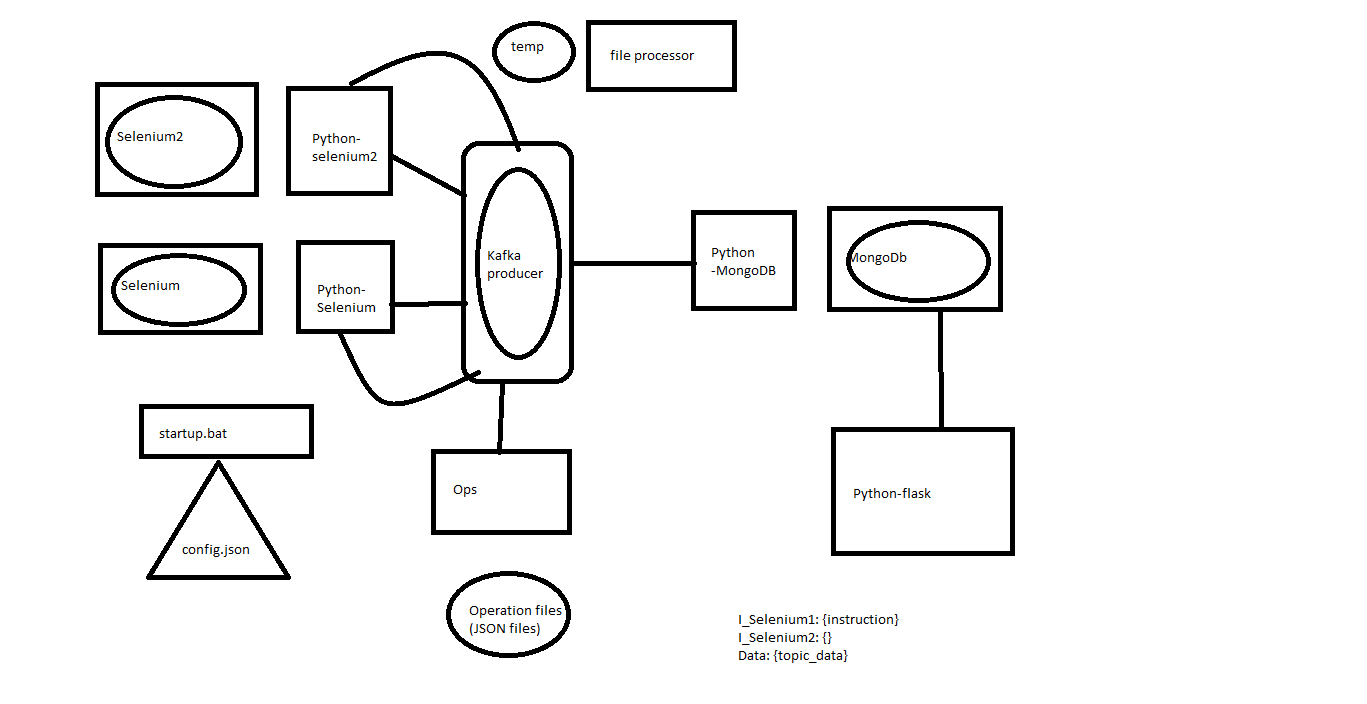 temp
file processor
Selenium2
Python-
selenium2
Kafka
producer
Python
-MongoDB
MongoDb
Selenium
Python-
Selenium
startup.bat
config.json
Ops
Python-flask
Operation files
(JSON files)
I_Selenium1: {instruction}
I_Selenium2: {}
Data: {topic_data}